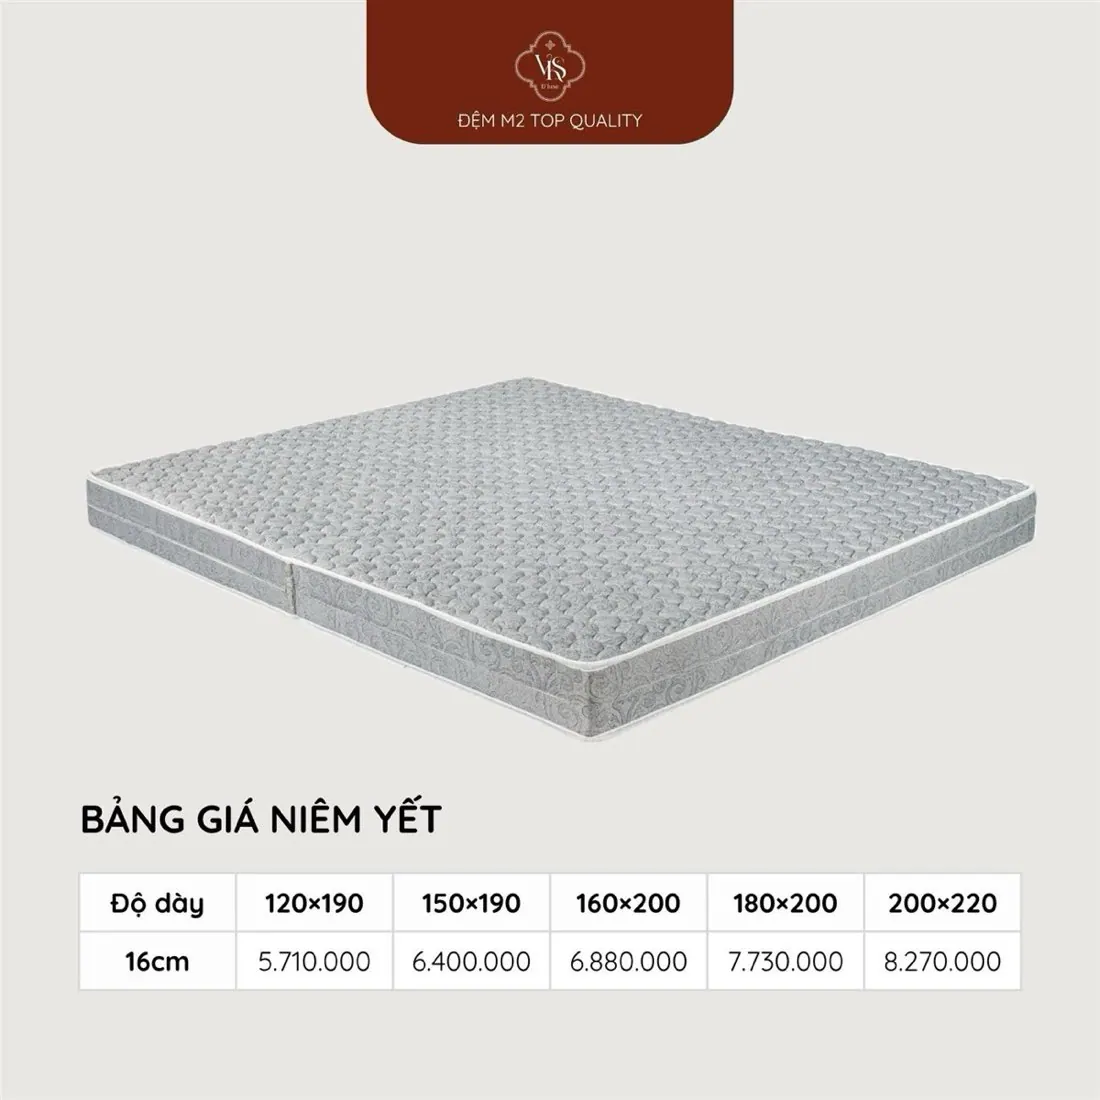 VRS
ĐỆM M2 TOP QUALITY
BẢNG GIÁ NIÊM YẾT
Độ dày 120×190 150×190 160×200 180×200 200×220
16cm 5.710.000 6.400.000 6.880.000 7.730.000 8.270.000